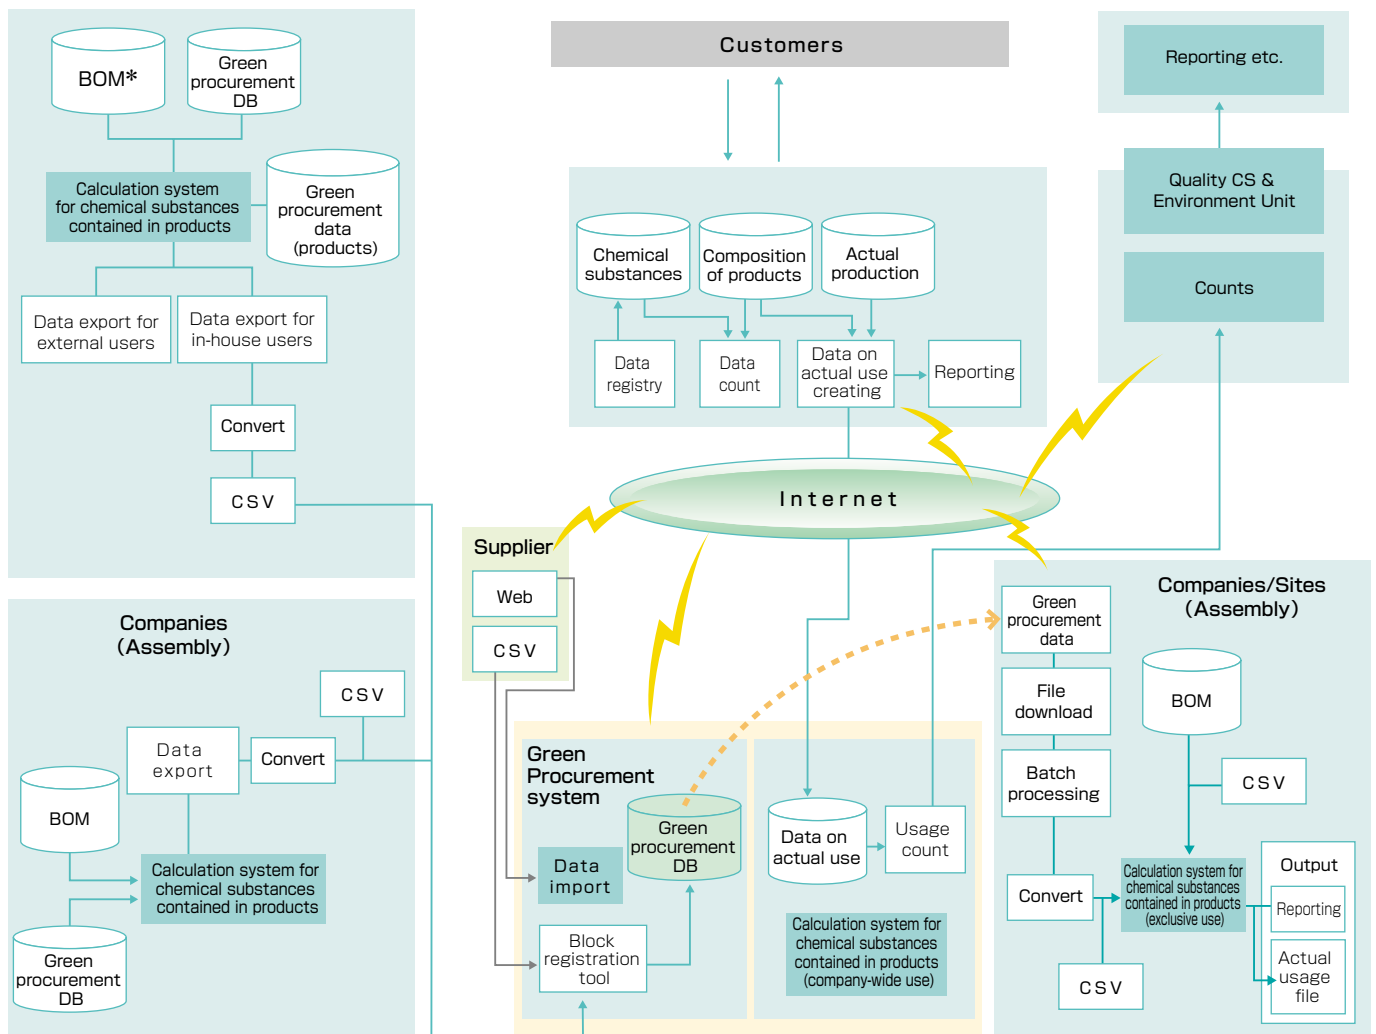 BOM*
Green
procurement
DB
Calculation system
for chemical substances
contained in products
Green
procurement
data
(products)
Data export for
external users
Data export for
in-house users
Convert
CSV
Companies
(Assembly)
CSV
Data
export
Convert
BOM
Calculation system for
chemical substances
contained in products
Green
procurement
DB
Customers
Chemical
substances
Composition
of products
Actual
production
Data
registry
Data
count
Data on
actual use
creating
Reporting
Internet
Supplier
Web
CSV
Green
Procurement
system
Green
procurement
DB
Data
import
Block
registration
tool
Data on
actual use
Usage
count
Calculation system for
chemical substances
contained in products
(company-wide use)
Reporting etc.
Quality CS &
Environment Unit
Counts
Companies/Sites
(Assembly)
Green
procurement
data
File
download
Batch
processing
Convert
CSV
BOM
CSV
Calculation system for
chemical substances
contained in products
(exclusive use)
Output
Reporting
Actual
usage
file